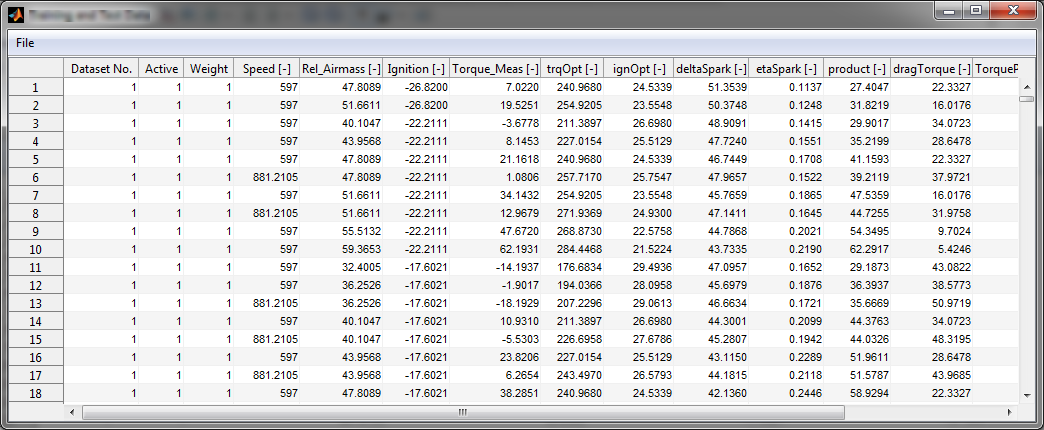 Training and Test Data
File
Dataset No. Active Weight Speed [-] Rel_Airmass [-] Ignition [-] Torque_Meas [-] trqOpt [-] ignOpt [-] deltaSpark [-] etaSpark [-] product [-] dragTorque [-] TorqueP
1 1 1 1 597 47.8089 -26.8200 7.0220 240.9680 24.5339 51.3539 0.1137 27.4047 22.3327
2 1 1 1 597 51.6611 -26.8200 19.5251 254.9205 23.5548 50.3748 0.1248 31.8219 16.0176
3 1 1 1 597 40.1047 -22.2111 -3.6778 211.3897 26.6980 48.9091 0.1415 29.9017 34.0723
4 1 1 1 597 43.9568 -22.2111 8.1453 227.0154 25.5129 47.7240 0.1551 35.2199 28.6478
5 1 1 1 597 47.8089 -22.2111 21.1618 240.9680 24.5339 46.7449 0.1708 41.1593 22.3327
6 1 1 1 881.2105 47.8089 -22.2111 1.0806 257.7170 25.7547 47.9657 0.1522 39.2119 37.9721
7 1 1 1 597 51.6611 -22.2111 34.1432 254.9205 23.5548 45.7659 0.1865 47.5359 16.0176
8 1 1 1 881.2105 51.6611 -22.2111 12.9679 271.9369 24.9300 47.1411 0.1645 44.7255 31.9758
9 1 1 1 597 55.5132 -22.2111 47.6720 268.8730 22.5758 44.7868 0.2021 54.3495 9.7024
10 1 1 1 597 59.3653 -22.2111 62.1931 284.4468 21.5224 43.7335 0.2190 62.2917 5.4246
11 1 1 1 597 32.4005 -17.6021 -14.1937 176.6834 29.4936 47.0957 0.1652 29.1873 43.0822
12 1 1 1 597 36.2526 -17.6021 -1.9017 194.0366 28.0958 45.6979 0.1876 36.3937 38.5773
13 1 1 1 881.2105 36.2526 -17.6021 -18.1929 207.2296 29.0613 46.6634 0.1721 35.6669 50.9719
14 1 1 1 597 40.1047 -17.6021 10.9310 211.3897 26.6980 44.3001 0.2099 44.3763 34.0723
15 1 1 1 881.2105 40.1047 -17.6021 -5.5303 226.6958 27.6786 45.2807 0.1942 44.0326 48.3195
16 1 1 1 597 43.9568 -17.6021 23.8206 227.0154 25.5129 43.1150 0.2289 51.9611 28.6478
17 1 1 1 881.2105 43.9568 -17.6021 6.2654 243.4970 26.5793 44.1815 0.2118 51.5787 43.9685
18 1 1 1 597 47.8089 -17.6021 38.2851 240.9680 24.5339 42.1360 0.2446 58.9294 22.3327